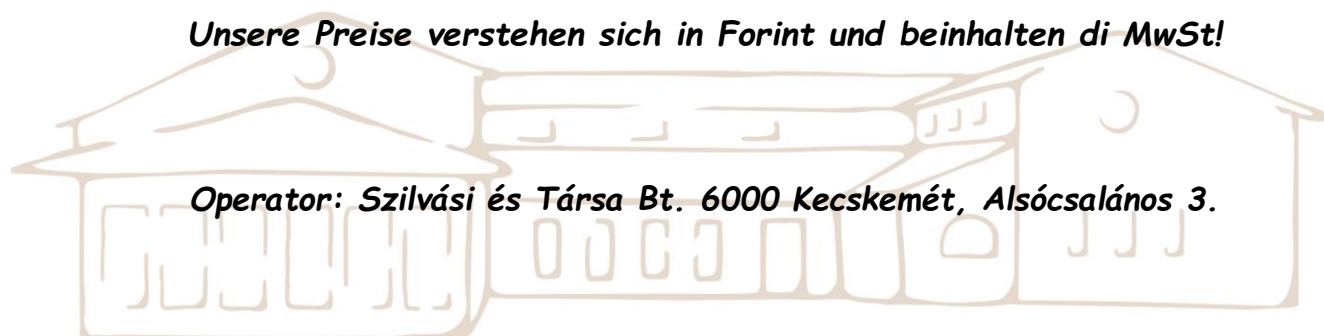 Unsere Preise verstehen sich in Forint und beinhalten di MwSt!
Operator: Szilvási és Társa Bt. 6000 Kecskemét, Alsócsalános 3.